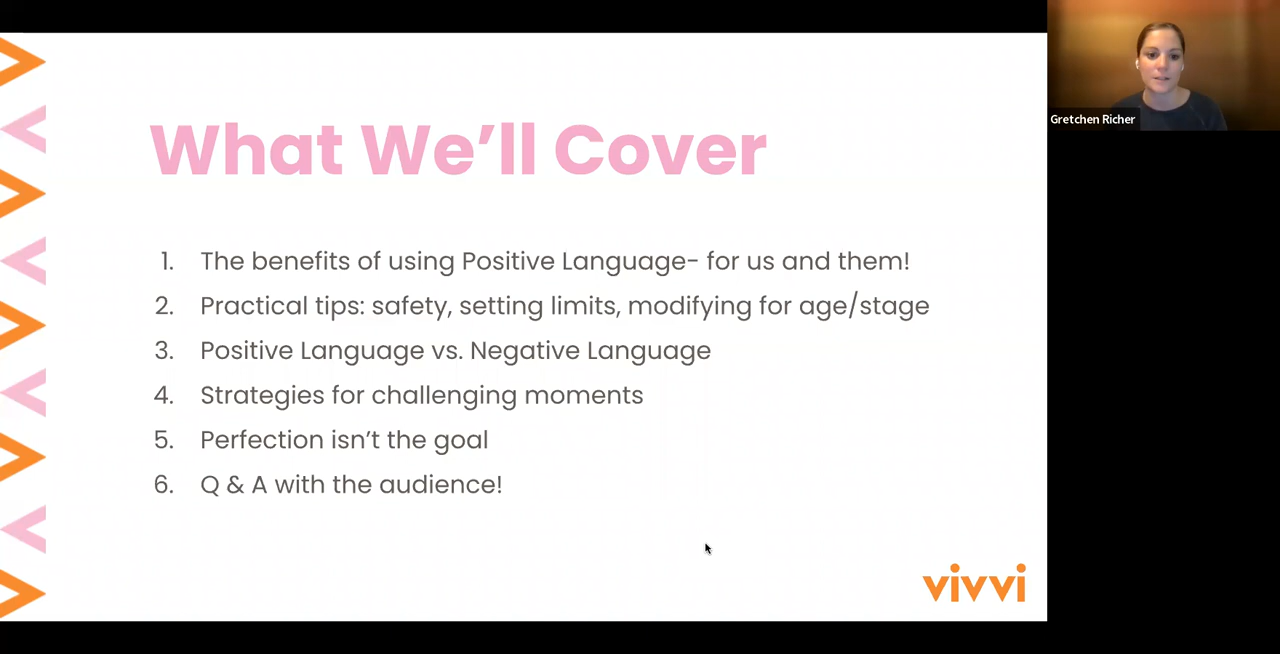 What We’ll Cover
1. The benefits of using Positive Language- for us and them!
2. Practical tips: safety, setting limits, modifying for age/stage
3. Positive Language vs. Negative Language
4. Strategies for challenging moments
5. Perfection isn’t the goal
6. Q & A with the audience!
vivvi
Gretchen Richer